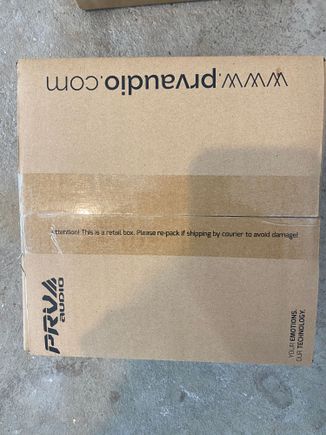 www.prvaudio.com
Attention! This is a retail box. Please re-pack if shipping by courier to avoid damage!
PRV
AUDIO
YOUR EMOTIONS.
OUR TECHNOLOGY.